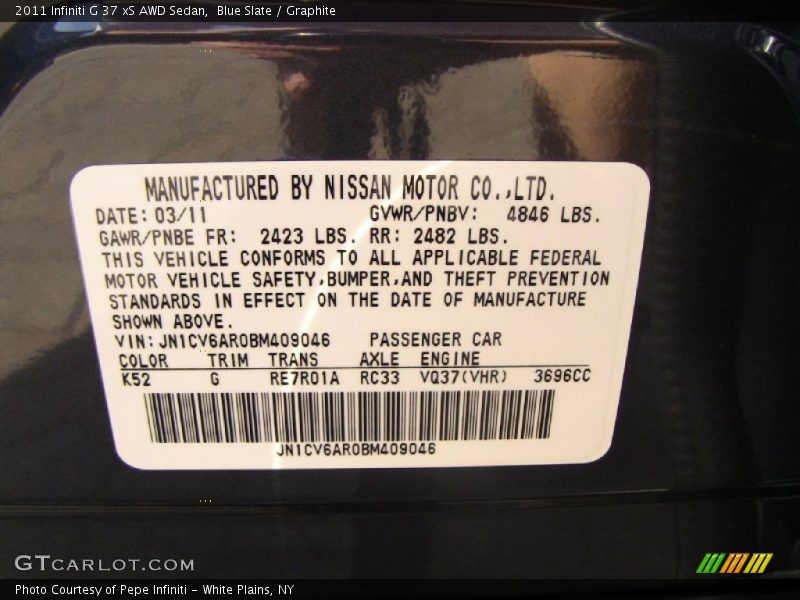 2011 Infiniti G 37 xS AWD Sedan,  Blue Slate / Graphite
MANUFACTURED BY NISSAN MOTOR CO.,LTD.
DATE: 03/11 GVWR/PNBV: 4846 LBS.
GAWR/PNBE FR: 2423 LBS. RR: 2482 LBS.
THIS VEHICLE CONFORMS TO ALL APPLICABLE FEDERAL
MOTOR VEHICLE SAFETY,BUMPER,AND THEFT PREVENTION
STANDARDS IN EFFECT ON THE DATE OF MANUFACTURE
SHOWN ABOVE.
VIN: JN1CV6AR0BM409046 PASSENGER CAR
COLOR TRIM TRANS AXLE ENGINE
K52 G RE7R01A RC33 VQ37(VHR) 3696CC
JN1CV6AR0BM409046
GTCARLOT.COM
Photo Courtesy of Pepe Infiniti - White Plains, NY